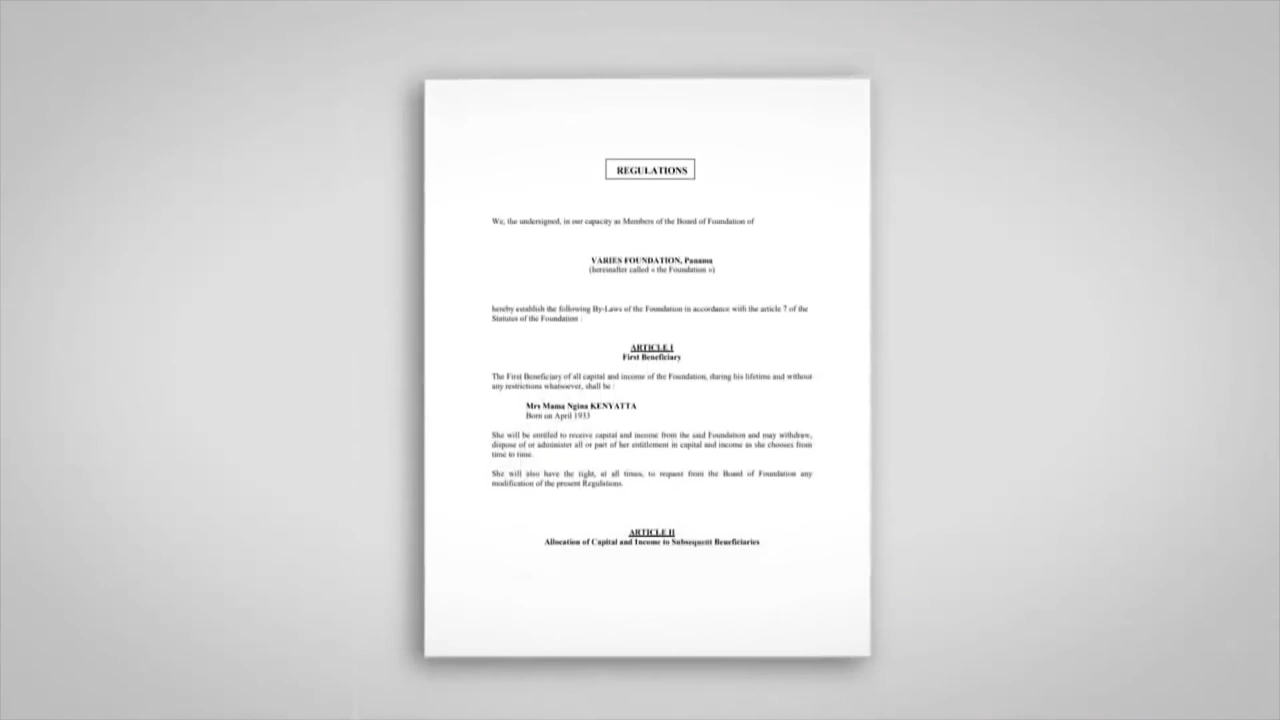 REGULATIONS
We, the undersigned, in our capacity as Members of the Board of Foundation of
VARIES FOUNDATION, Panama
(hereinafter called « the Foundation »)
hereby establish the following By-Laws of the Foundation in accordance with the article 7 of the
Statutes of the Foundation :
ARTICLE I
First Beneficiary
The First Beneficiary of all capital and income of the Foundation, during his lifetime and without
any restrictions whatsoever, shall be :
Mrs Mama Ngina KENYATTA
Born on April 1933
She will be entitled to receive capital and income from the said Foundation and may withdraw,
dispose of or administer all or part of her entitlement in capital and income as she chooses from
time to time.
She will also have the right, at all times, to request from the Board of Foundation any
modification of the present Regulations.
ARTICLE II
Allocation of Capital and Income to Subsequent Beneficiaries